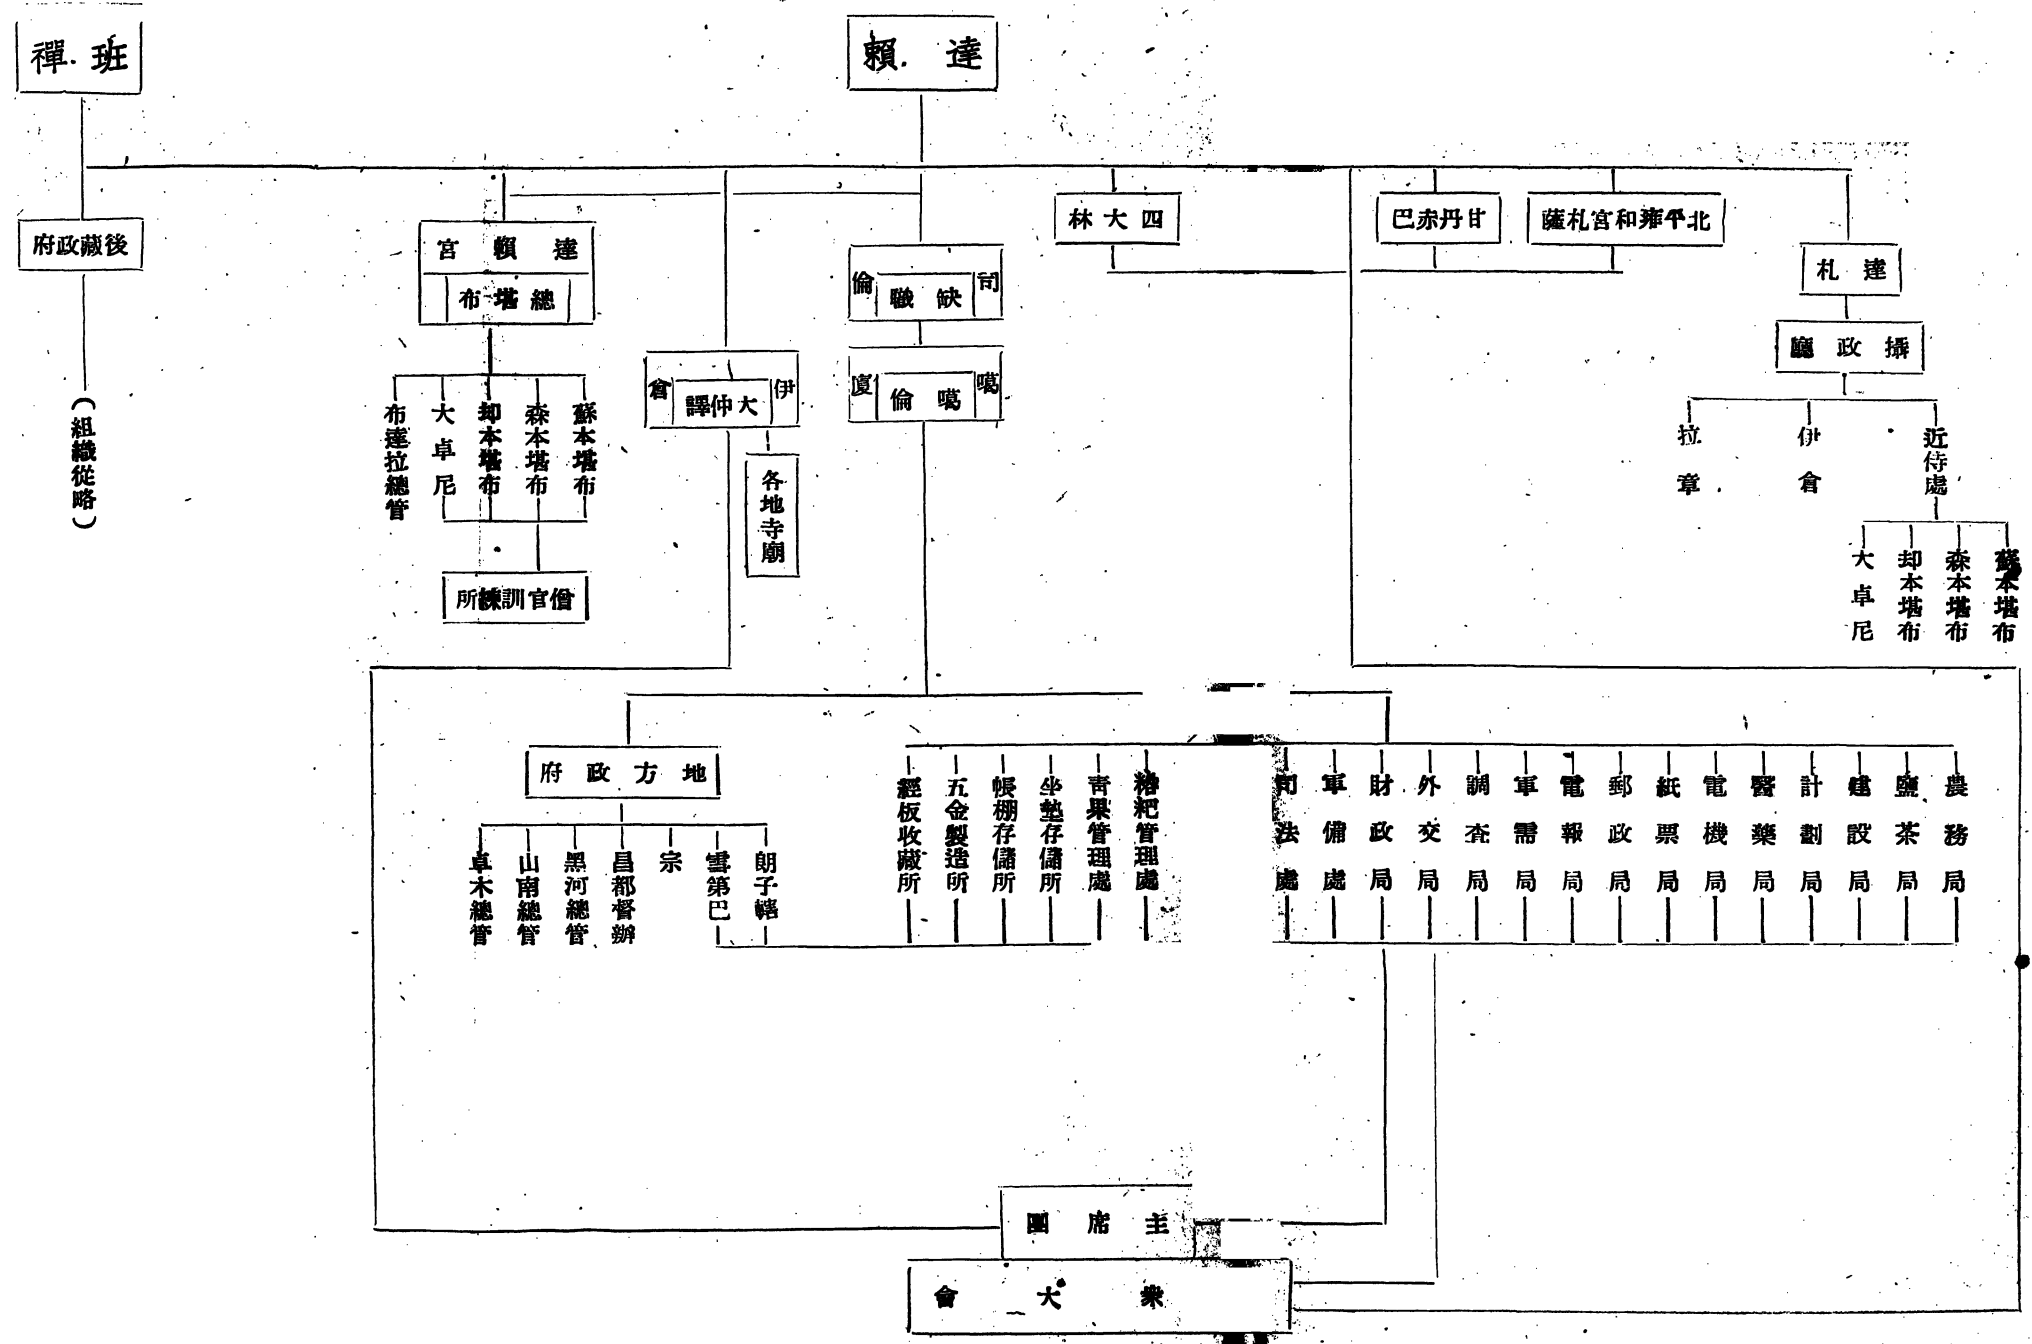 達賴
班禪
後藏政府
(組織從略)
達賴宮
總堪布
蘇本堪布
森本堪布
却本堪布
大卓尼
布達拉總管
僧官訓練所
伊倉
大仲譯
各地寺廟
司倫
缺職
噶廈
噶倫
四大林
甘丹赤巴
北平雍和宮札薩
達札
攝政廳
近侍處
伊倉
拉章
蘇本堪布
森本堪布
却本堪布
大卓尼
農務局
鹽茶局
建設局
計劃局
醫藥局
電機局
紙票局
郵政局
電報局
軍需局
調查局
外交局
財政局
軍備處
司法處
糌粑管理處
青果管理處
坐墊存儲所
帳棚存儲所
五金製造所
經板收藏所
地方政府
朗子轄
雪第巴
宗
昌都督辦
黑河總管
山南總管
卓木總管
主席團
衆大會